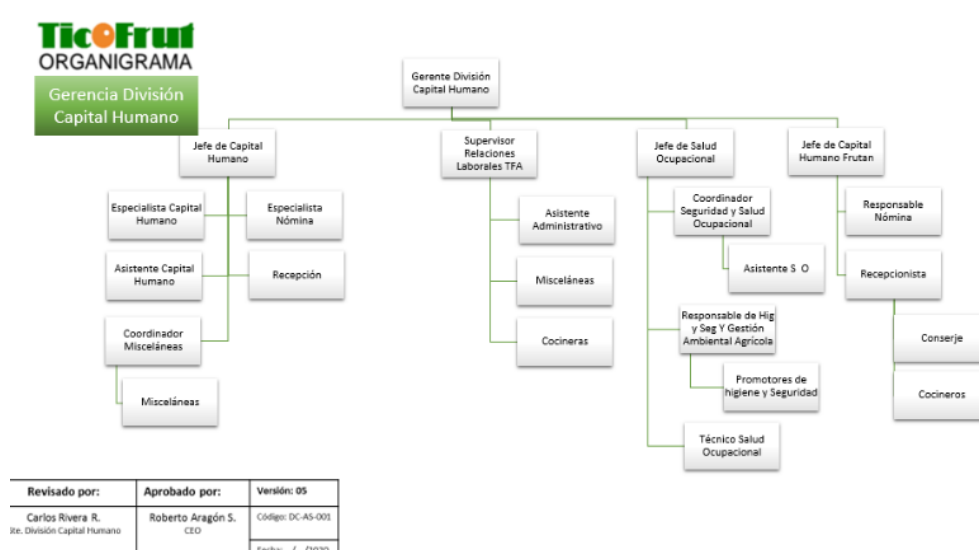 TicoFrut
ORGANIGRAMA
Gerencia División
Capital Humano
Gerente División
Capital Humano
Jefe de Capital
Humano
Supervisor
Relaciones
Laborales TFA
Jefe de Salud
Ocupacional
Jefe de Capital
Humano Frutan
Especialista Capital
Humano
Especialista
Nómina
Asistente Capital
Humano
Recepción
Coordinador
Misceláneas
Misceláneas
Asistente
Administrativo
Misceláneas
Cocineras
Coordinador
Seguridad y Salud
Ocupacional
Asistente S O
Responsable de Hig
y Seg Y Gestión
Ambiental Agrícola
Promotores de
higiene y Seguridad
Técnico Salud
Ocupacional
Responsable
Nómina
Recepcionista
Conserje
Cocineros
Revisado por:
Aprobado por:
Versión: 05
Carlos Rivera R.
División Capital Humano
Roberto Aragón S.
CEO
Código: DC-AS-001